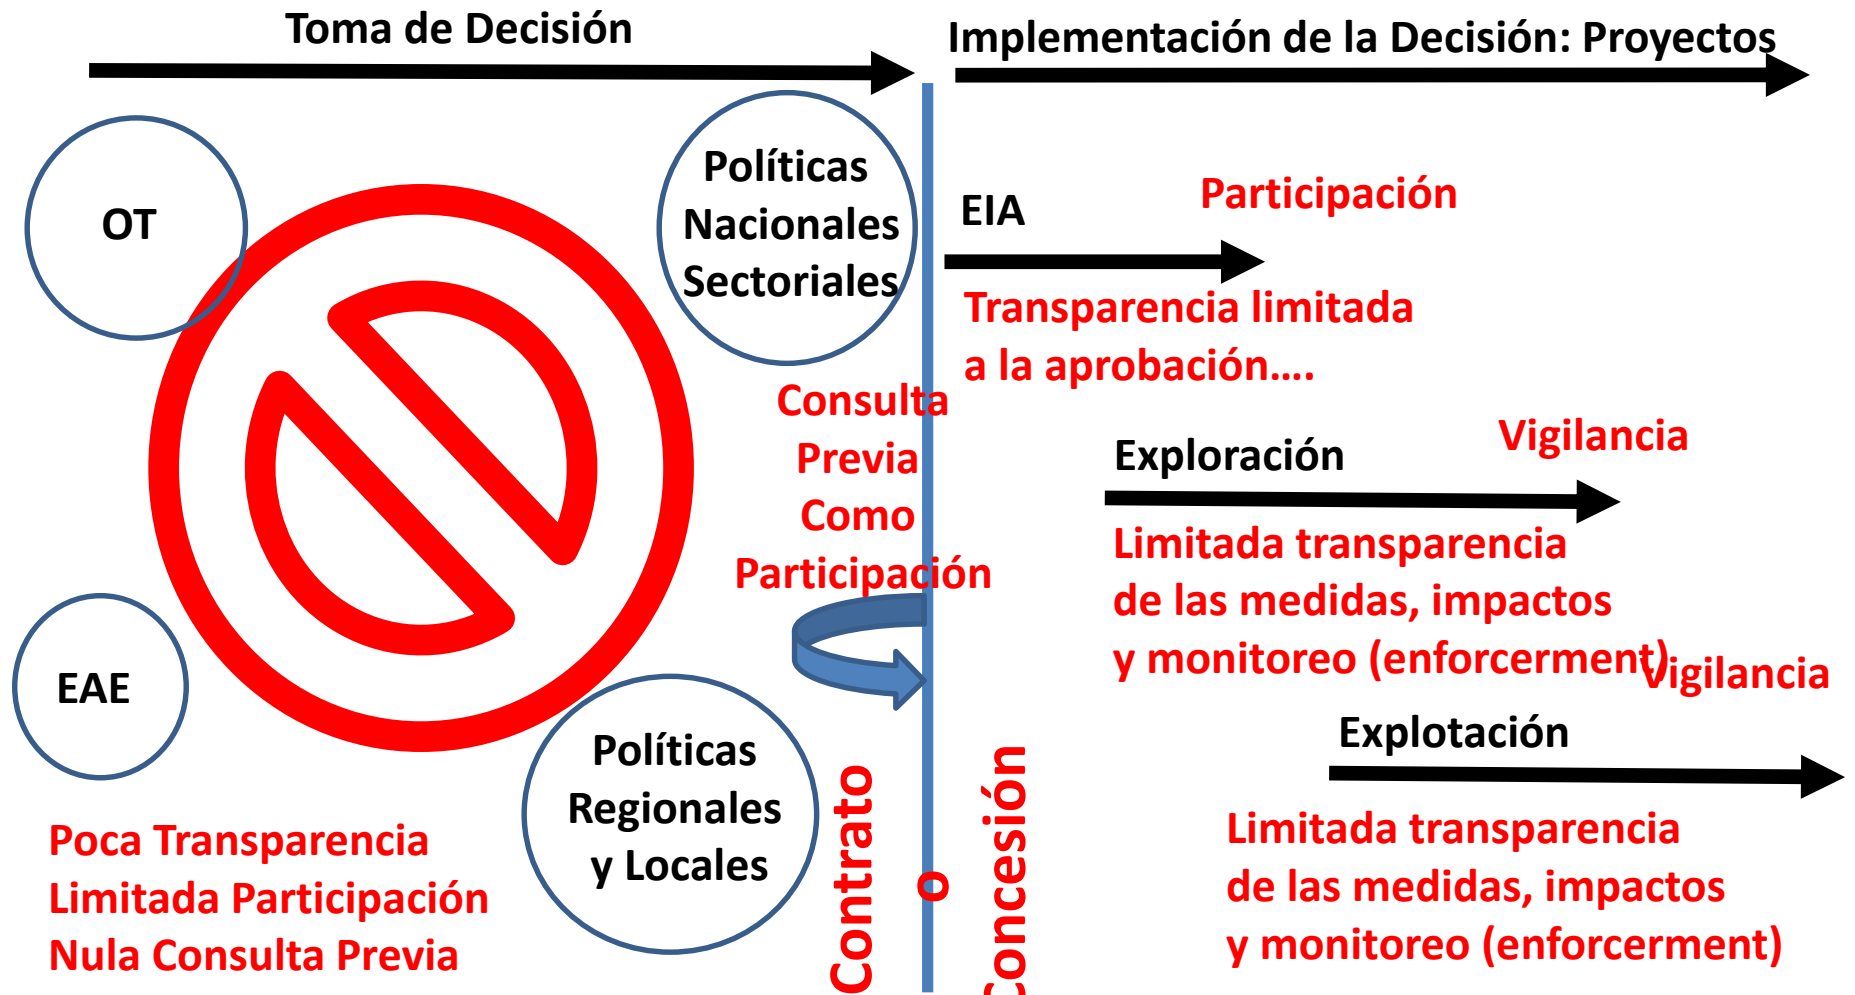 Toma de Decisión
Implementación de la Decisión: Proyectos
OT
Políticas
Nacionales
Sectoriales
EAE
Políticas
Regionales
y Locales
Poca Transparencia
Limitada Participación
Nula Consulta Previa
Consulta
Previa
Como
Participación
Contrato
o
Concesión
EIA
Participación
Transparencia limitada
a la aprobación....
Exploración
Vigilancia
Limitada transparencia
de las medidas, impactos
y monitoreo (enforcerment)
Vigilancia
Explotación
Limitada transparencia
de las medidas, impactos
y monitoreo (enforcerment)